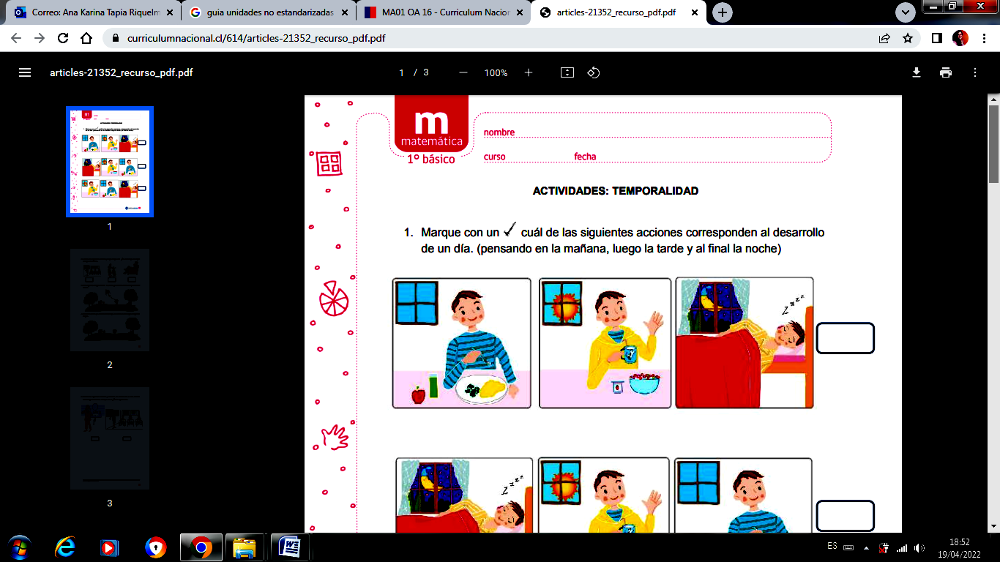 Correo: Ana Karina Tapia Riquelm
guia unidades no estandarizadas
MA01 OA 16 - Curriculum Nacion
articles-21352_recurso_pdf.pdf
curriculumnacional.cl/614/articles-21352_recurso_pdf.pdf
articles-21352_recurso_pdf.pdf
1 / 3
100%
m
matemática
1º básico
nombre
curso
fecha
ACTIVIDADES: TEMPORALIDAD
1. Marque con un ✓ cuál de las siguientes acciones corresponden al desarrollo
de un día. (pensando en la mañana, luego la tarde y al final la noche)
zzzz
zzzz
1
2
3
ES
18:52
19/04/2022